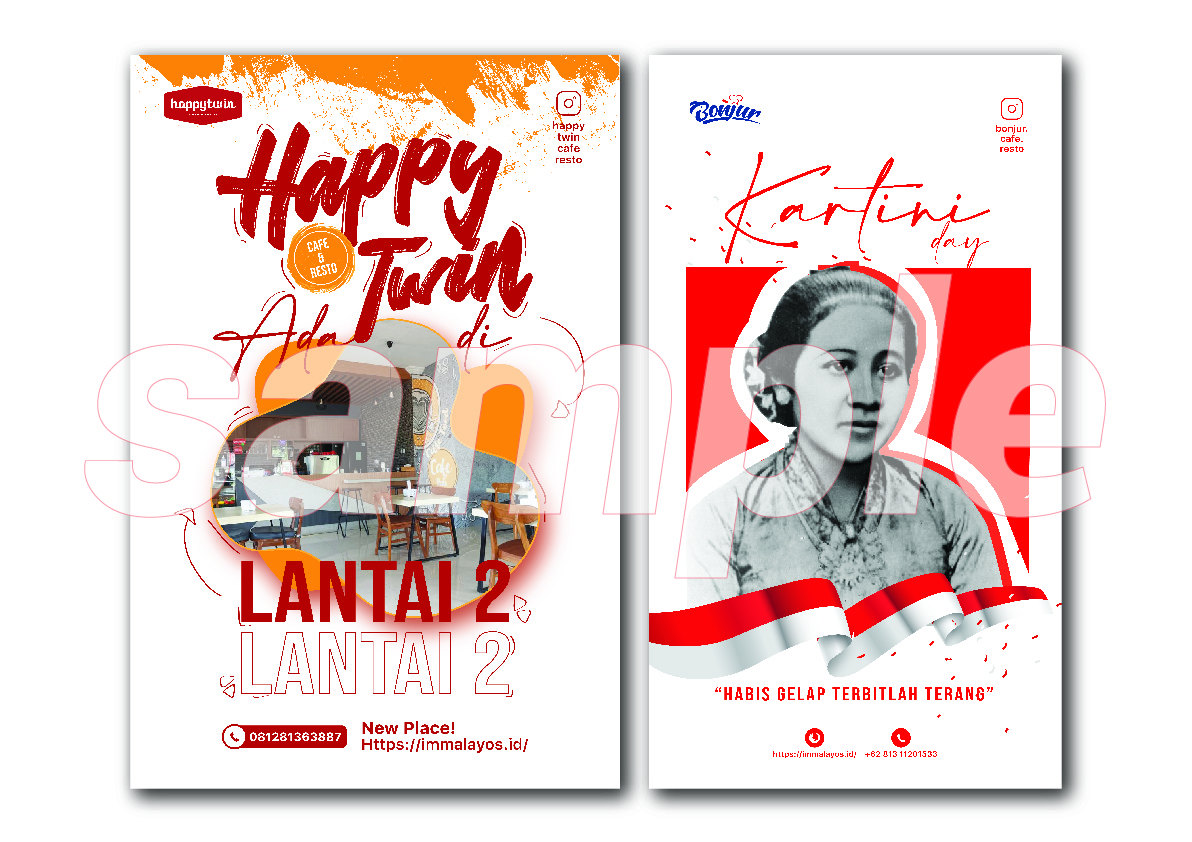 happytwin
happy
twin
cafe
resto
Happy
CAFE
&
RESTO
Twin
Ada di
LANTAI 2
LANTAI 2
081281363887
New Place!
Https://immalayos.id/
Bonjur
bonjur.
cafe.
resto
Kartini
day
"HABIS GELAP TERBITLAH TERANG"
https://immalayos.id/ +62 813 11201533
sample